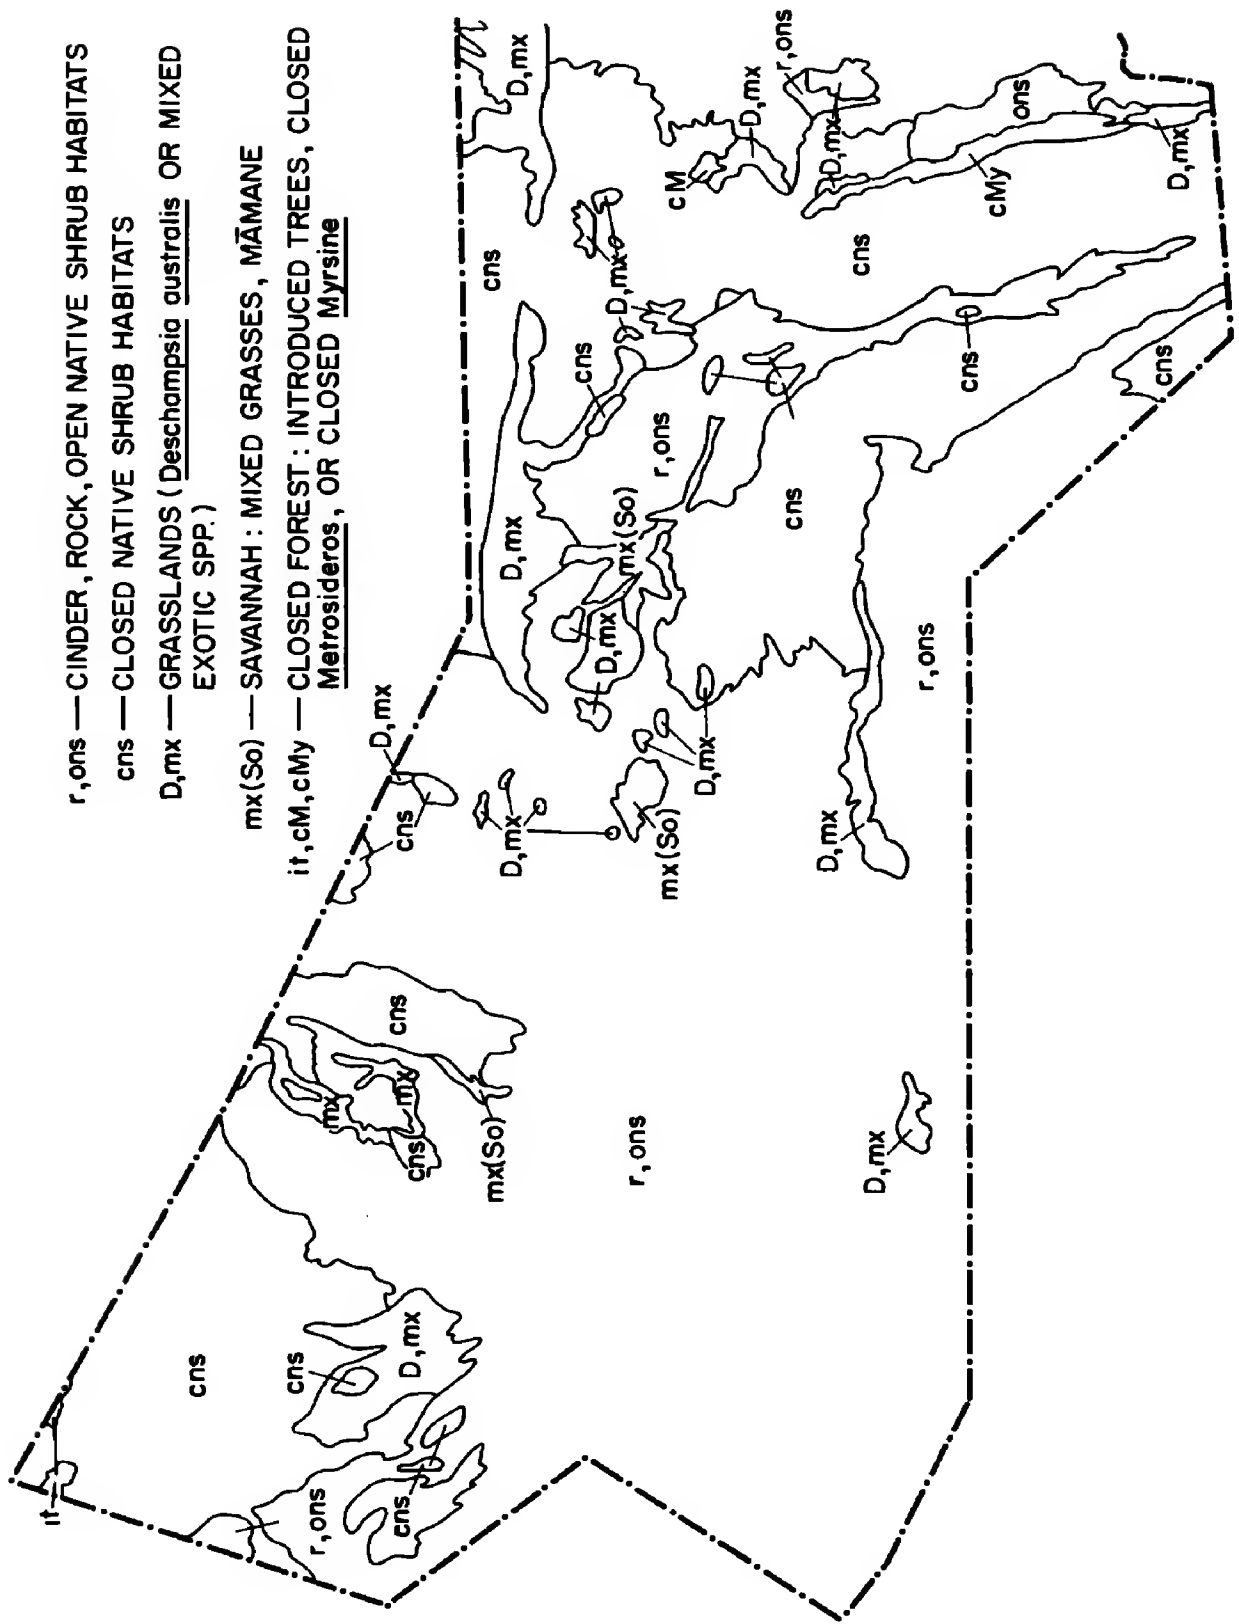 r,ons — CINDER, ROCK, OPEN NATIVE SHRUB HABITATS
cns — CLOSED NATIVE SHRUB HABITATS
D,mx — GRASSLANDS (Deschampsia australis OR MIXED
EXOTIC SPP.)
mx(So) — SAVANNAH : MIXED GRASSES, MĀMANE
it,cM,cMy — CLOSED FOREST : INTRODUCED TREES, CLOSED
Metrosideros, OR CLOSED Myrsine
it
cns
cns
D,mx
r,ons
cns
mx
mx
cns
cns
mx(So)
cns
D,mx
D,mx
mx(So)
D,mx
r,ons
D,mx
D,mx
r,ons
D,mx
D,mx
D,mx
mx(So)
r,ons
cns
cns
cns
D,mx
D,mx
cns
D,mx
cM
D,mx
r,ons
D,mx
cns
cns
cns
cMy
ons
D,mx